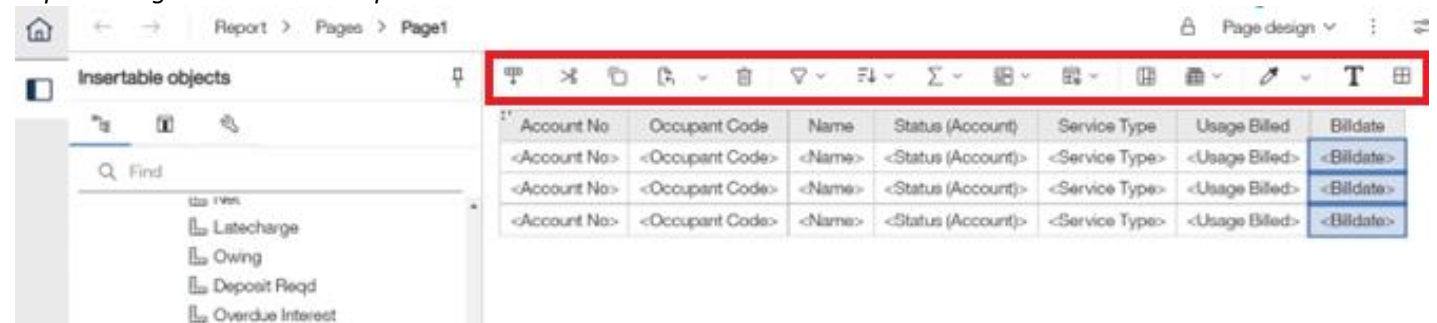 Report > Pages > Page1
Page design
Insertable objects
Find
Latecharge
Owing
Deposit Reqd
Overdue Interest
T
Account No Occupant Code Name Status (Account) Service Type Usage Billed Billdate
<Account No> <Occupant Code> <Name> <Status (Account)> <Service Type> <Usage Billed> <Billdate>
<Account No> <Occupant Code> <Name> <Status (Account)> <Service Type> <Usage Billed> <Billdate>
<Account No> <Occupant Code> <Name> <Status (Account)> <Service Type> <Usage Billed> <Billdate>